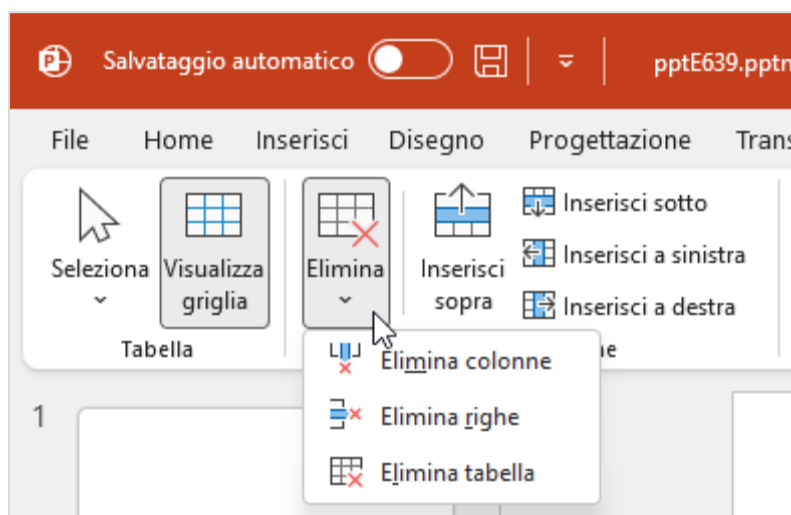 Salvataggio automatico
pptE639.pptn
File Home Inserisci Disegno Progettazione Trans
Seleziona
Visualizza griglia
Elimina
Inserisci sopra
Inserisci sotto
Inserisci a sinistra
Inserisci a destra
Tabella
Elimina colonne
Elimina righe
Elimina tabella
1